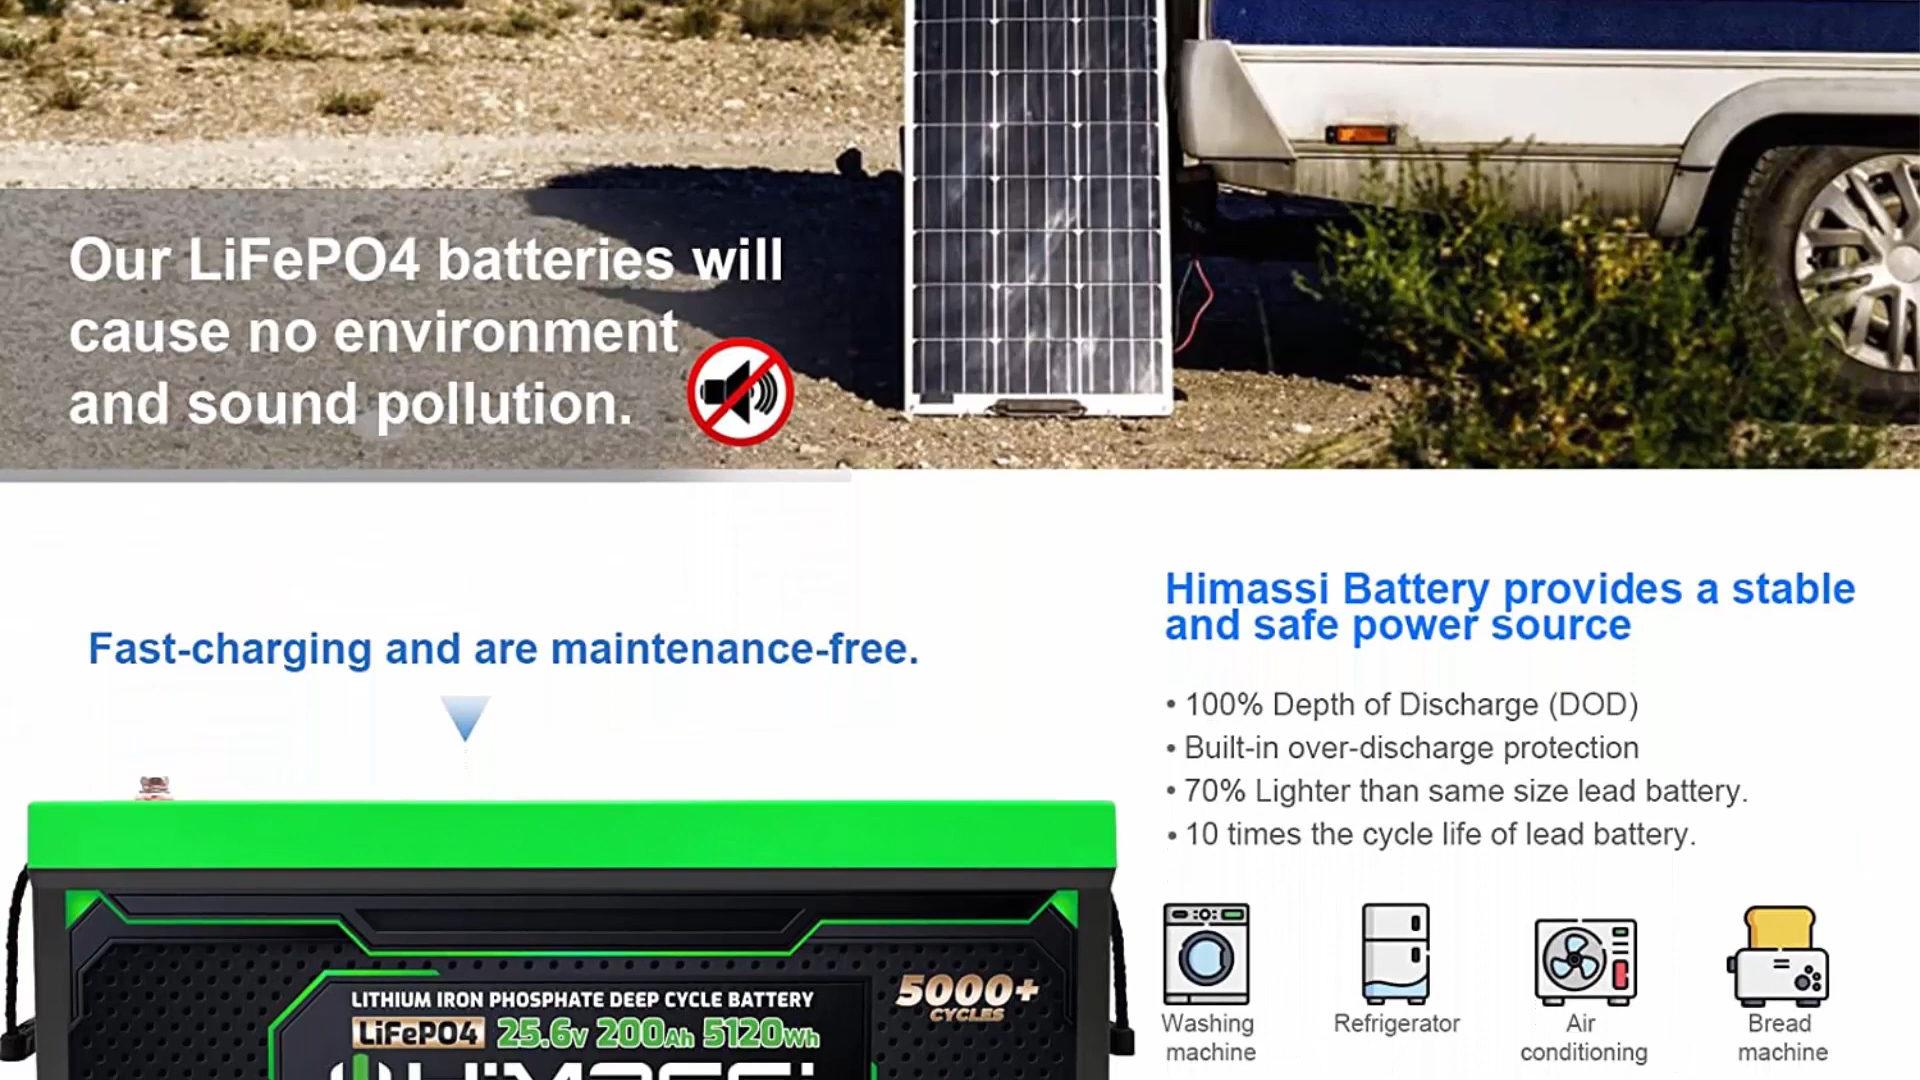 Our LiFePO4 batteries will
cause no environment
and sound pollution.
Himassi Battery provides a stable
and safe power source
Fast-charging and are maintenance-free.
• 100% Depth of Discharge (DOD)
• Built-in over-discharge protection
• 70% Lighter than same size lead battery.
• 10 times the cycle life of lead battery.
5000+
CYCLES
LITHIUM IRON PHOSPHATE DEEP CYCLE BATTERY
LiFePO4 25.6V 200Ah 5120Wh
HiMASSi
Washing
machine
Refrigerator
Air
conditioning
Bread
machine